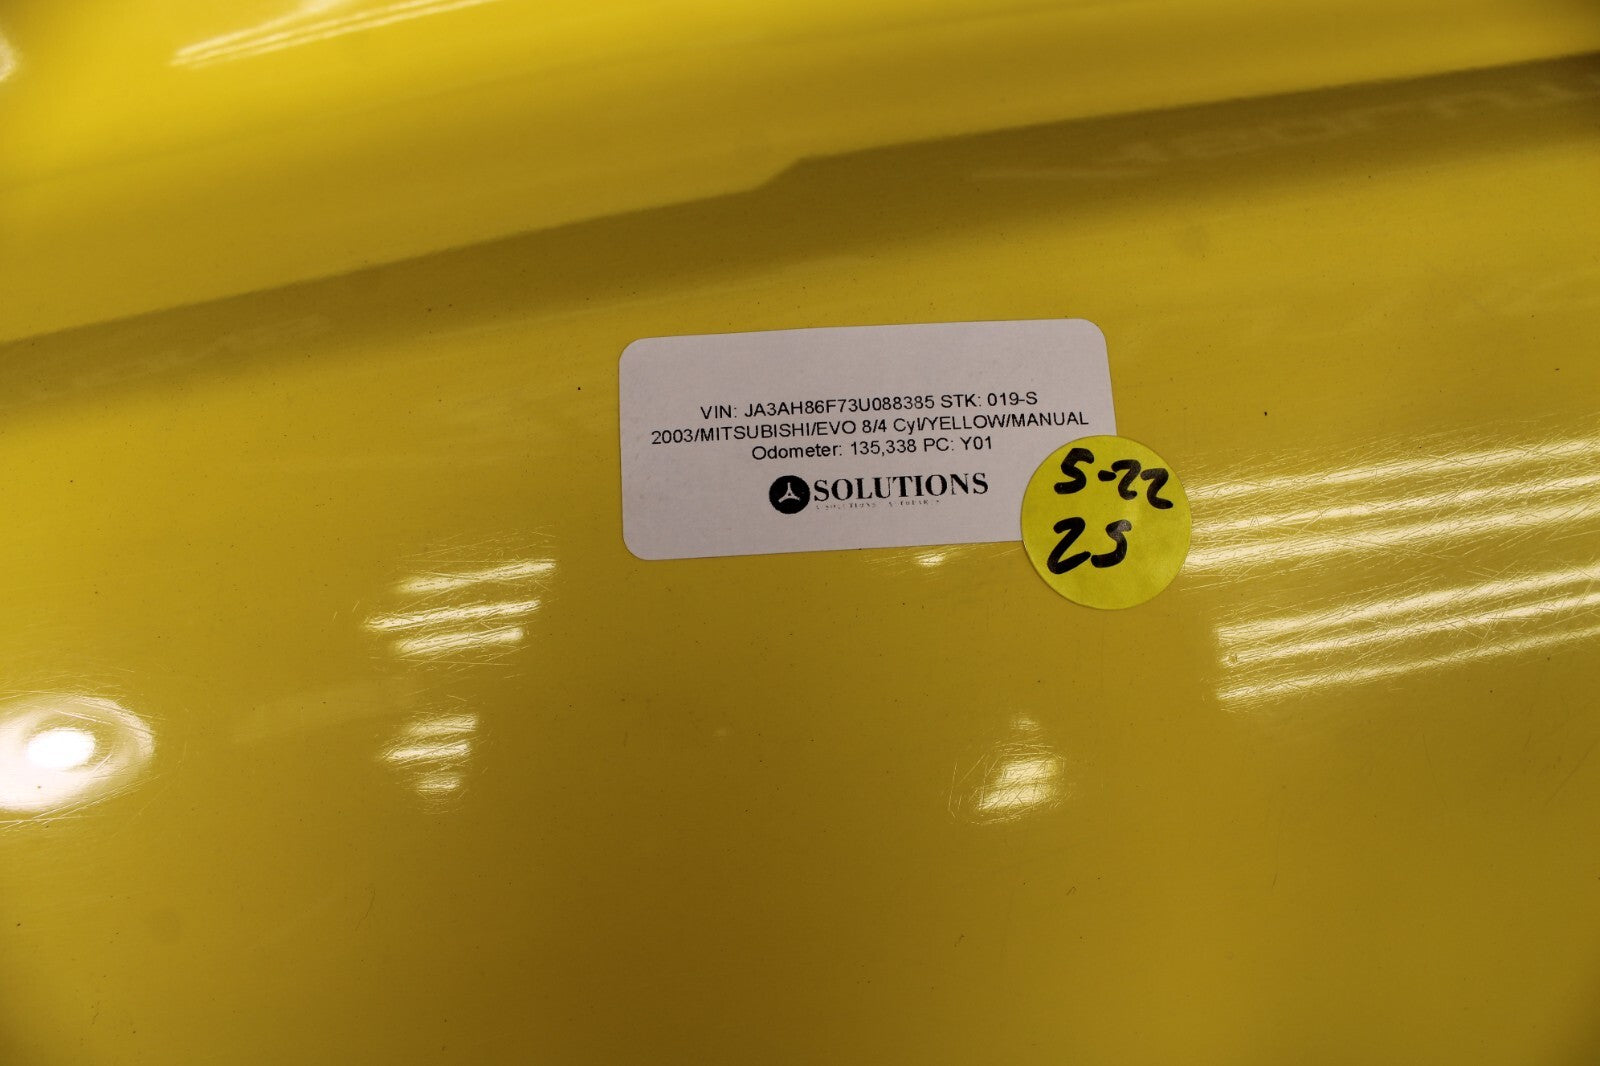 VIN: JA3AH86F73U088385 STK: 019-S
2003/MITSUBISHI/EVO 8/4 Cyl/YELLOW/MANUAL
Odometer: 135,338 PC: Y01
SOLUTIONS
5-22
25